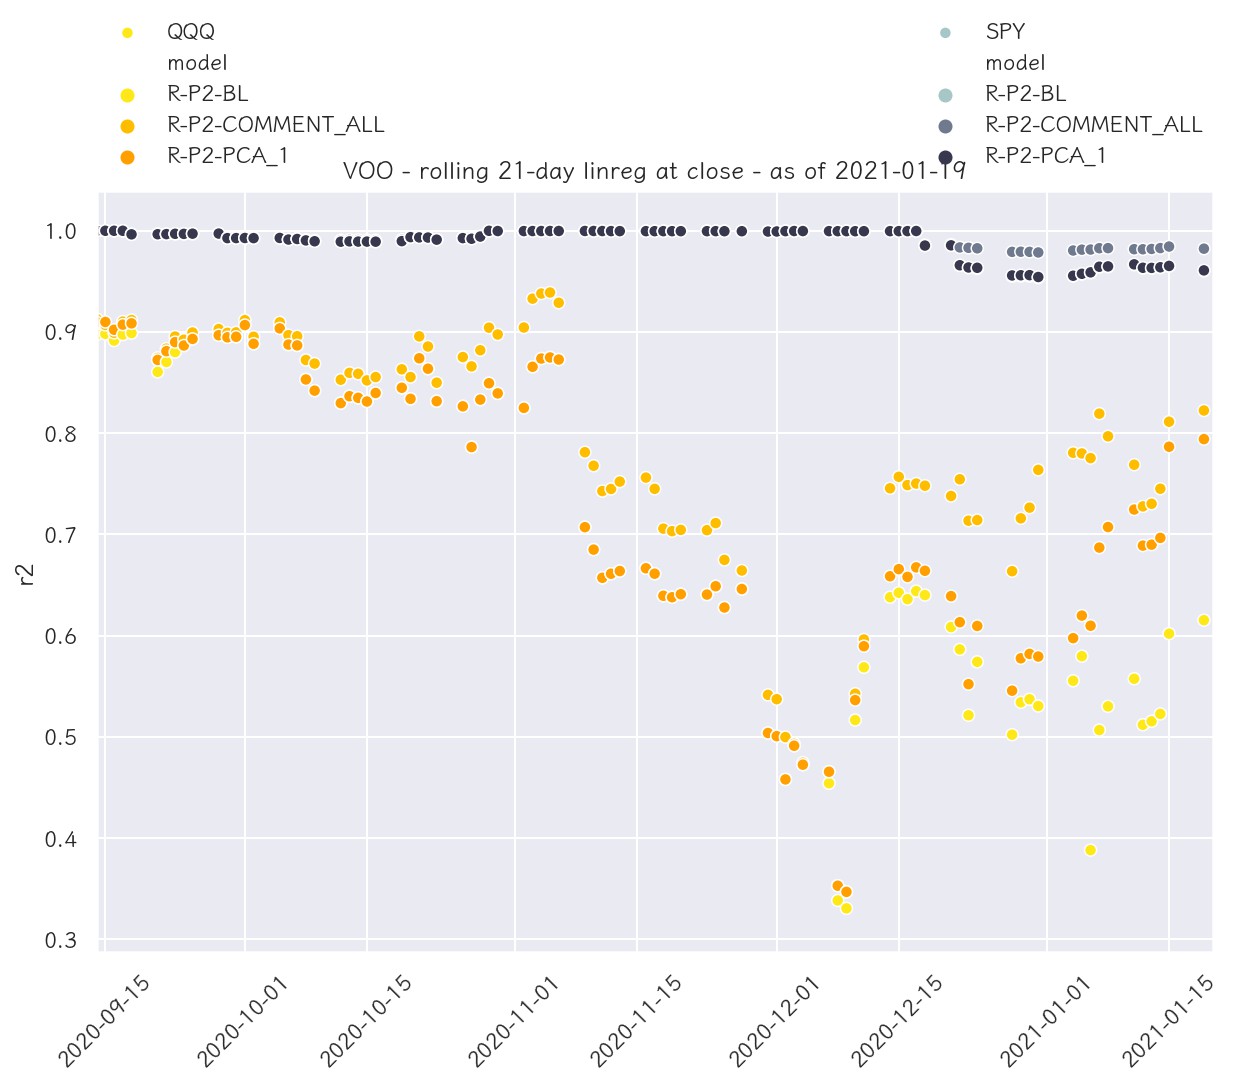 QQQ
model
R-P2-BL
R-P2-COMMENT_ALL
R-P2-PCA_1
SPY
model
R-P2-BL
R-P2-COMMENT_ALL
R-P2-PCA_1
VOO - rolling 21-day linreg at close - as of 2021-01-19
1.0
0.9
0.8
0.7
0.6
0.5
0.4
0.3
r2
2020-09-15
2020-10-01
2020-10-15
2020-11-01
2020-11-15
2020-12-01
2020-12-15
2021-01-01
2021-01-15